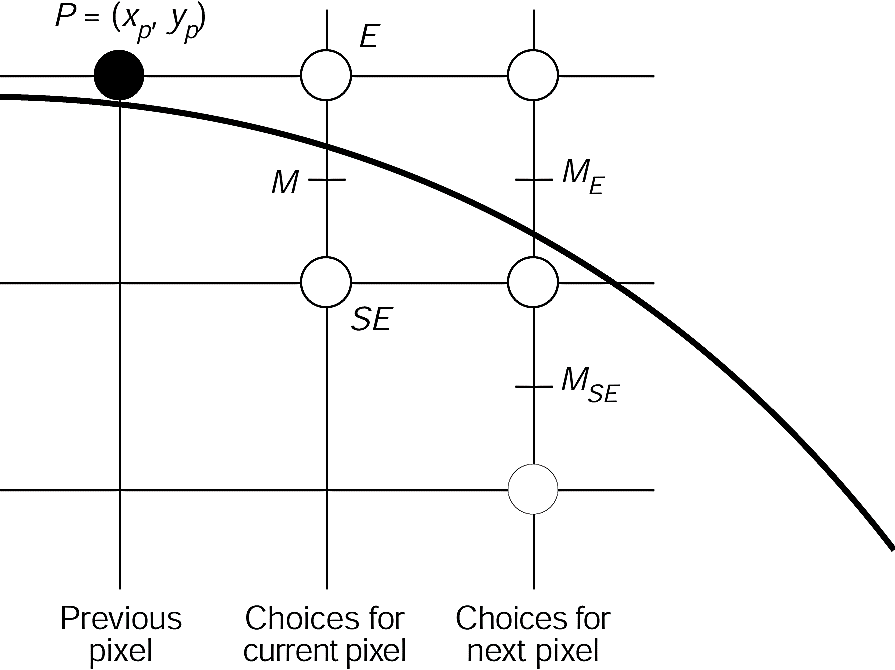 P = (xp, yp)
E
M
ME
SE
MSE
Previous
pixel
Choices for
current pixel
Choices for
next pixel